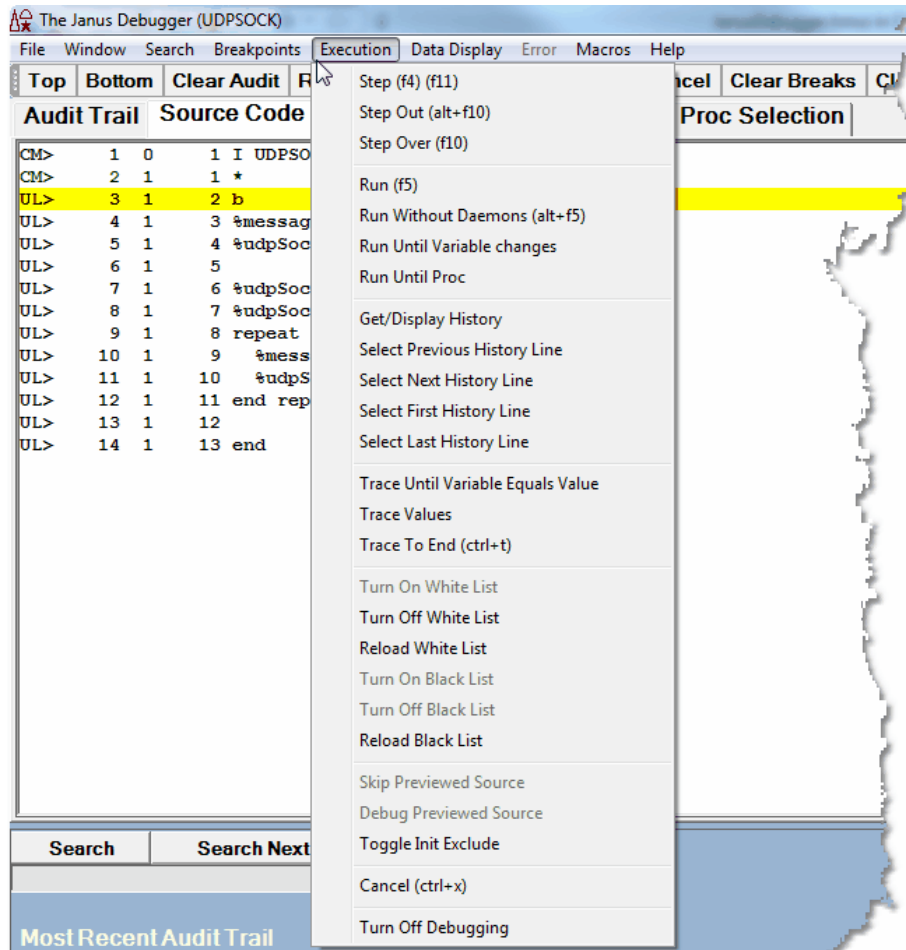 The Janus Debugger (UDPSOCK)
File Window Search Breakpoints Execution Data Display Error Macros Help
Top Bottom Clear Audit Clear Breaks
Audit Trail Source Code Proc Selection
CM> 1 0 1 I UDPSO
CM> 2 1 1 *
UL> 3 1 2 b
UL> 4 1 3 %messag
UL> 5 1 4 %udpSoc
UL> 6 1 5
UL> 7 1 6 %udpSoc
UL> 8 1 7 %udpSoc
UL> 9 1 8 repeat
UL> 10 1 9 %mess
UL> 11 1 10 %udpS
UL> 12 1 11 end rep
UL> 13 1 12
UL> 14 1 13 end
Step (f4) (f11)
Step Out (alt+f10)
Step Over (f10)
Run (f5)
Run Without Daemons (alt+f5)
Run Until Variable changes
Run Until Proc
Get/Display History
Select Previous History Line
Select Next History Line
Select First History Line
Select Last History Line
Trace Until Variable Equals Value
Trace Values
Trace To End (ctrl+t)
Turn On White List
Turn Off White List
Reload White List
Turn On Black List
Turn Off Black List
Reload Black List
Skip Previewed Source
Debug Previewed Source
Toggle Init Exclude
Cancel (ctrl+x)
Turn Off Debugging
Search Search Next
Most Recent Audit Trail